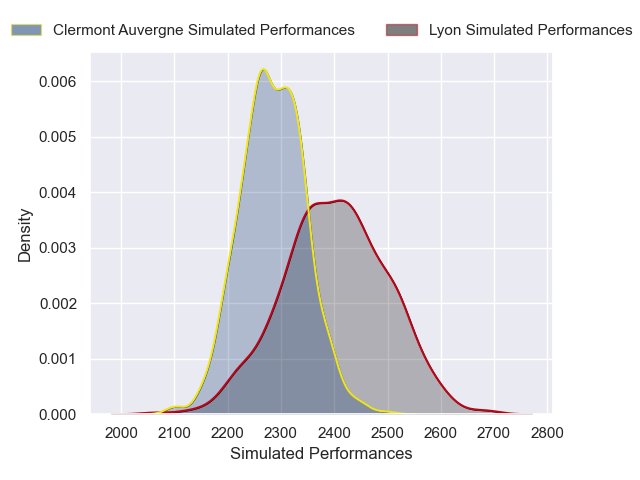 Clermont Auvergne Simulated Performances
Lyon Simulated Performances
0.006
0.005
0.004
0.003
0.002
0.001
0.000
Density
2000 2100 2200 2300 2400 2500 2600 2700 2800
Simulated Performances